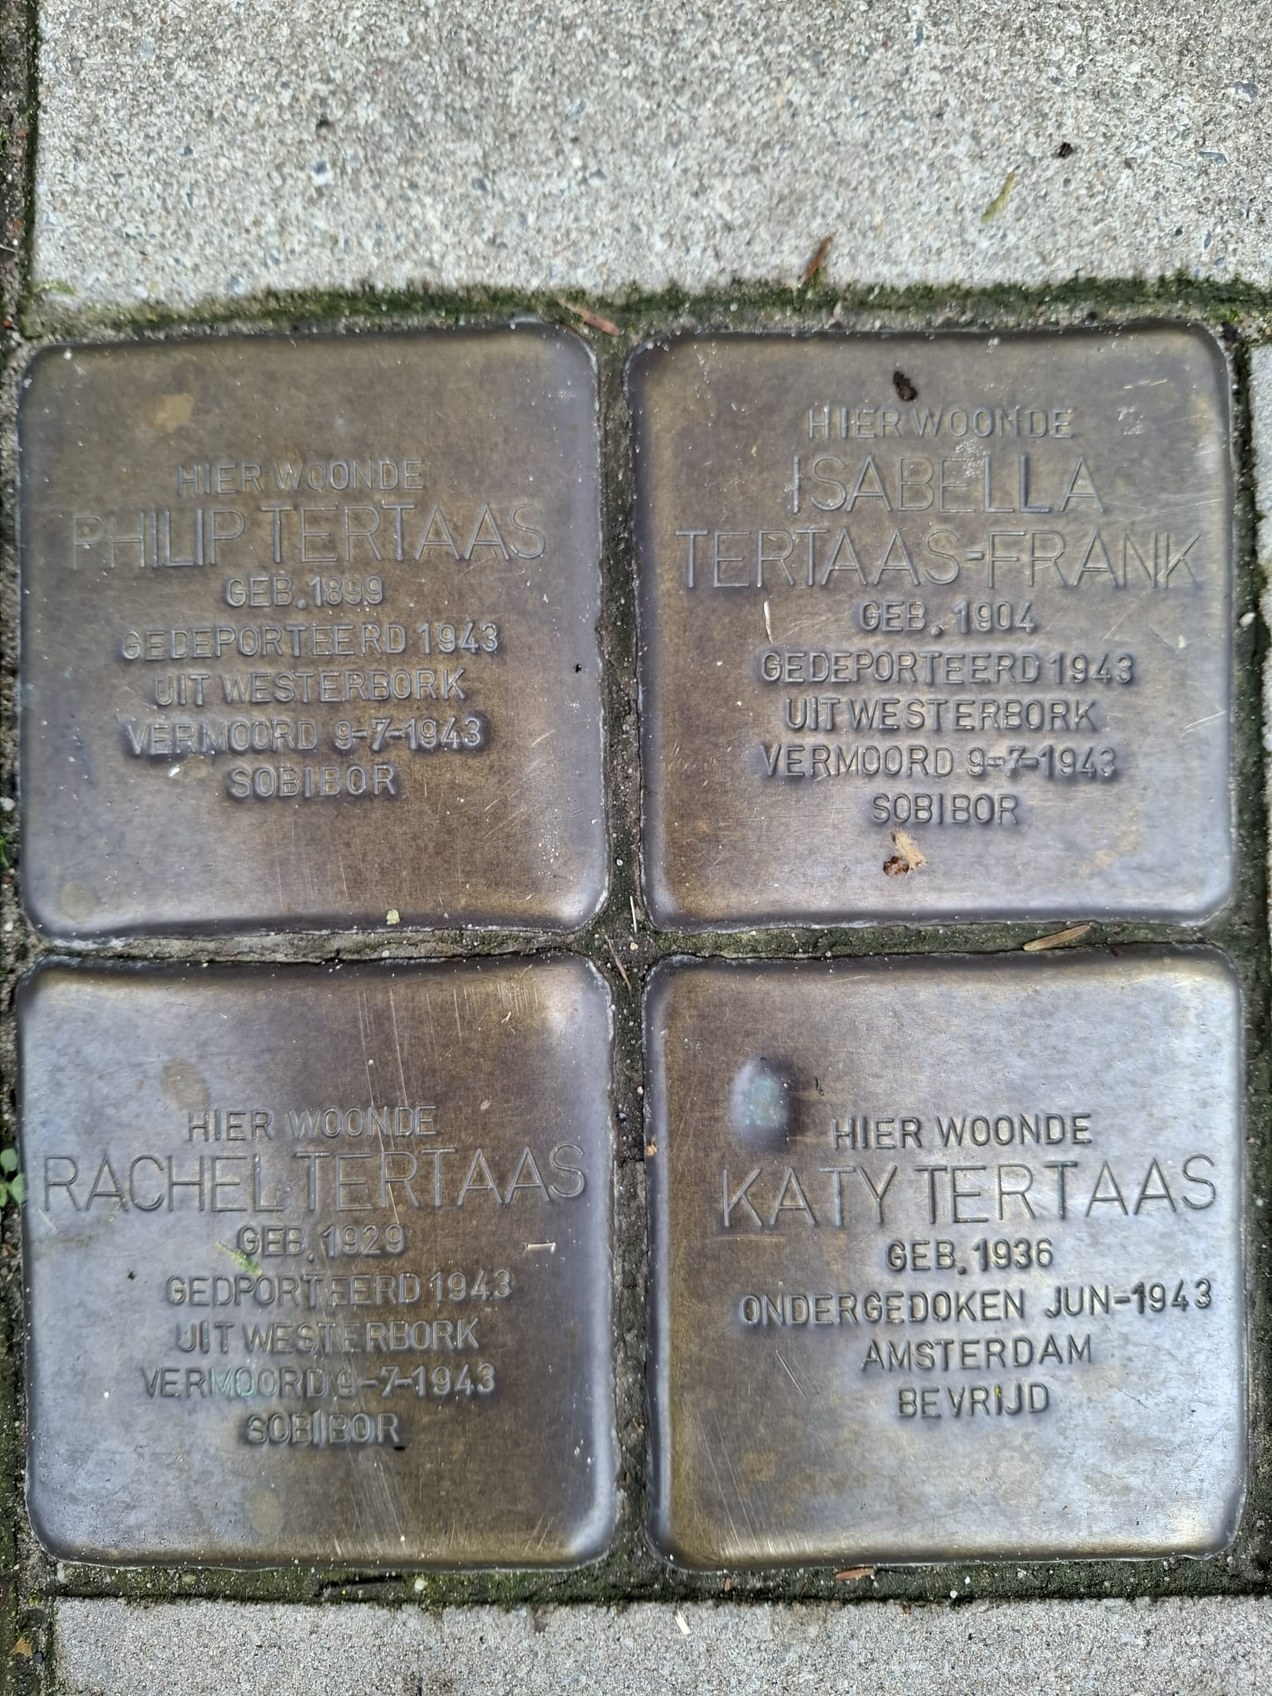 HIER WOONDE
PHILIP TERTAAS
GEB. 1899
GEDEPORTEERD 1943
UIT WESTERBORK
VERMOORD 9-7-1943
SOBIBOR
HIER WOONDE
ISABELLA
TERTAAS-FRANK
GEB. 1904
GEDEPORTEERD 1943
UIT WESTERBORK
VERMOORD 9-7-1943
SOBIBOR
HIER WOONDE
RACHEL TERTAAS
GEB. 1929
GEDPORTEERD 1943
UIT WESTERBORK
VERMOORD 9-7-1943
SOBIBOR
HIER WOONDE
KATY TERTAAS
GEB. 1936
ONDERGEDOKEN JUN-1943
AMSTERDAM
BEVRIJD